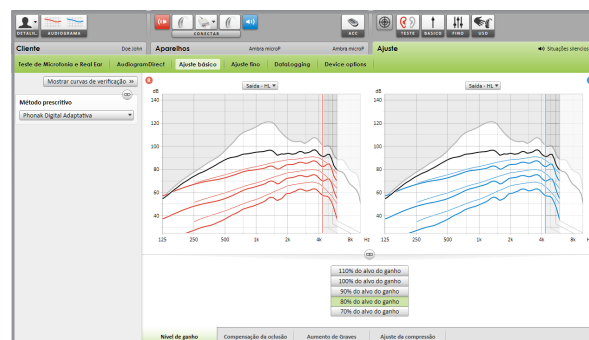 DETALH. AUDIOGRAMA
CONECTAR
ACC
TESTE BÁSICO FINO USO
Cliente Doe John Aparelhos Ambra microP Ambra microP Ajuste Situações silencios
Teste de Microfonia e Real Ear AudiogramDirect Ajuste básico Ajuste fino DataLogging Device options
Mostrar curvas de verificação »
Método prescritivo
Phonak Digital Adaptativa
dB Saída - HL
140
120
100
80
60
40
125 250 500 1k 2k 4k 8k Hz
dB Saída - HL
140
120
100
80
60
40
125 250 500 1k 2k 4k 8k H
110% do alvo do ganho
100% do alvo do ganho
90% do alvo do ganho
80% do alvo do ganho
70% do alvo do ganho
Nível de ganho Compensação da oclusão Aumento de Graves Ajuste da compressão